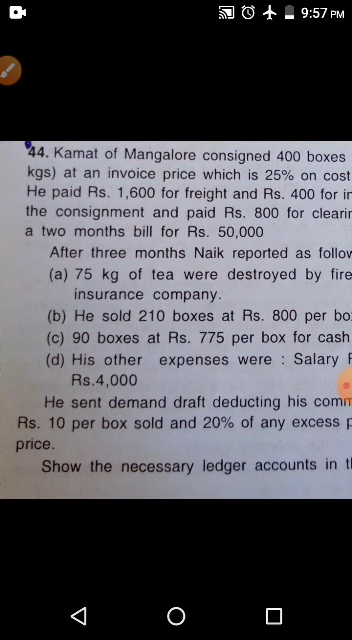 9:57 PM
44. Kamat of Mangalore consigned 400 boxes
kgs) at an invoice price which is 25% on cost
He paid Rs. 1,600 for freight and Rs. 400 for
the consignment and paid Rs. 800 for
a two months bill for Rs. 50,000
After three months Naik reported as
(a) 75 kg of tea were destroyed by fire
insurance company.
(b) He sold 210 boxes at Rs. 800 per
(c) 90 boxes at Rs. 775 per box for cash
(d) His other expenses were : Salary
Rs.4,000
He sent demand draft deducting his
Rs. 10 per box sold and 20% of any excess
price.
Show the necessary ledger accounts in